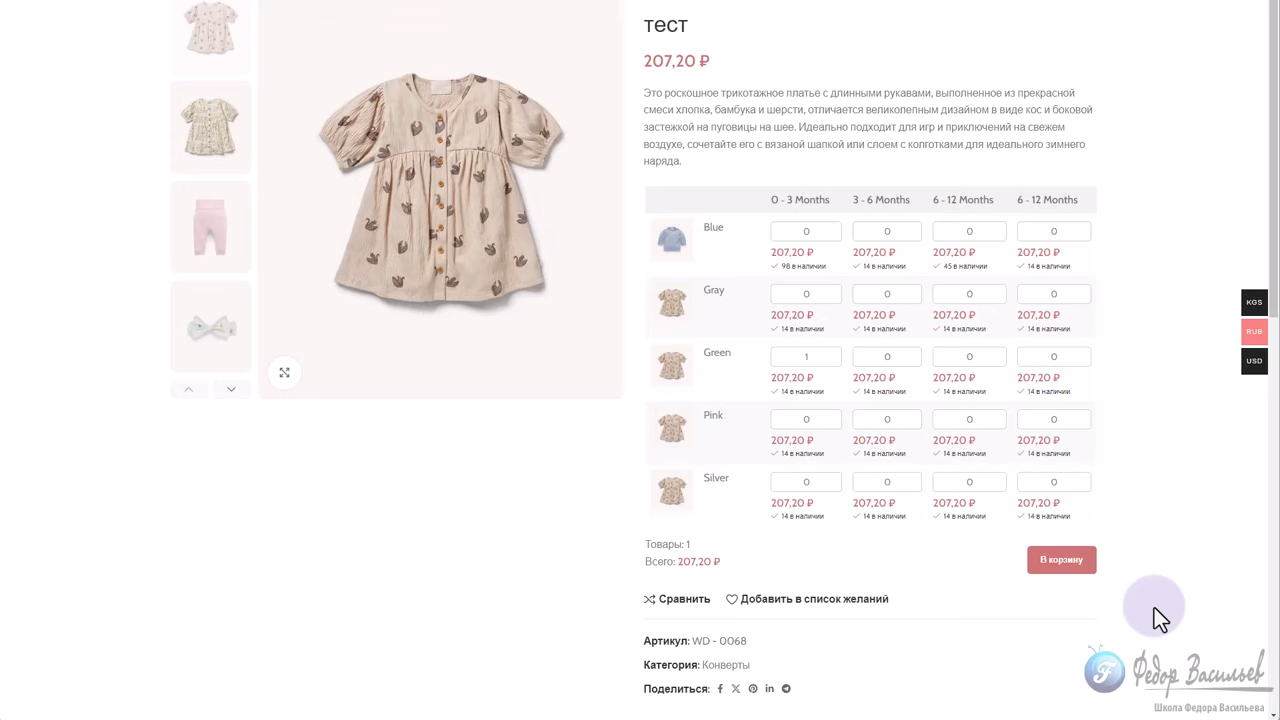 тест
207,20 ₽
Это роскошное трикотажное платье с длинными рукавами, выполненное из прекрасной
смеси хлопка, бамбука и шерсти, отличается великолепным дизайном в виде кос и боковой
застежкой на пуговицы на шее. Идеально подходит для игр и приключений на свежем
воздухе, сочетайте его с вязаной шапкой или слоем с колготками для идеального зимнего
наряда.
0 - 3 Months 3 - 6 Months 6 - 12 Months 6 - 12 Months
Blue 0 0 0 0
207,20 ₽ 207,20 ₽ 207,20 ₽ 207,20 ₽
98 в наличии 14 в наличии 45 в наличии 14 в наличии
Gray 0 0 0 0
207,20 ₽ 207,20 ₽ 207,20 ₽ 207,20 ₽
14 в наличии 14 в наличии 14 в наличии 14 в наличии
Green 1 0 0 0
207,20 ₽ 207,20 ₽ 207,20 ₽ 207,20 ₽
14 в наличии 14 в наличии 14 в наличии 14 в наличии
Pink 0 0 0 0
207,20 ₽ 207,20 ₽ 207,20 ₽ 207,20 ₽
14 в наличии 14 в наличии 14 в наличии 14 в наличии
Silver 0 0 0 0
207,20 ₽ 207,20 ₽ 207,20 ₽ 207,20 ₽
14 в наличии 14 в наличии 14 в наличии 14 в наличии
Товары: 1
Всего: 207,20 ₽
В корзину
Сравнить Добавить в список желаний
Артикул: WD - 0068
Категория: Конверты
Поделиться:
KGS
RUB
USD
Федор Васильев
Школа Федора Васильева